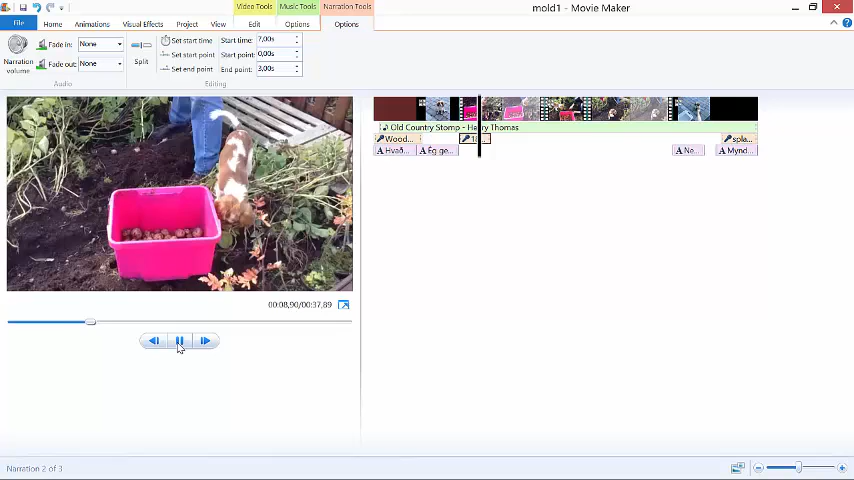 Video Tools Music Tools Narration Tools mold1 - Movie Maker
File Home Animations Visual Effects Project View Edit Options Options
Fade in: None Set start time Start time: 7,00s
Set start point Start point: 0,00s
Narration volume Fade out: None Split Set end point End point: 3,00s
Audio Editing
Old Country Stomp - Henry Thomas
Wood... spla...
Hvað... Ég ge... Ne... Mynd...
00:08,90/00:37,89
Narration 2 of 3